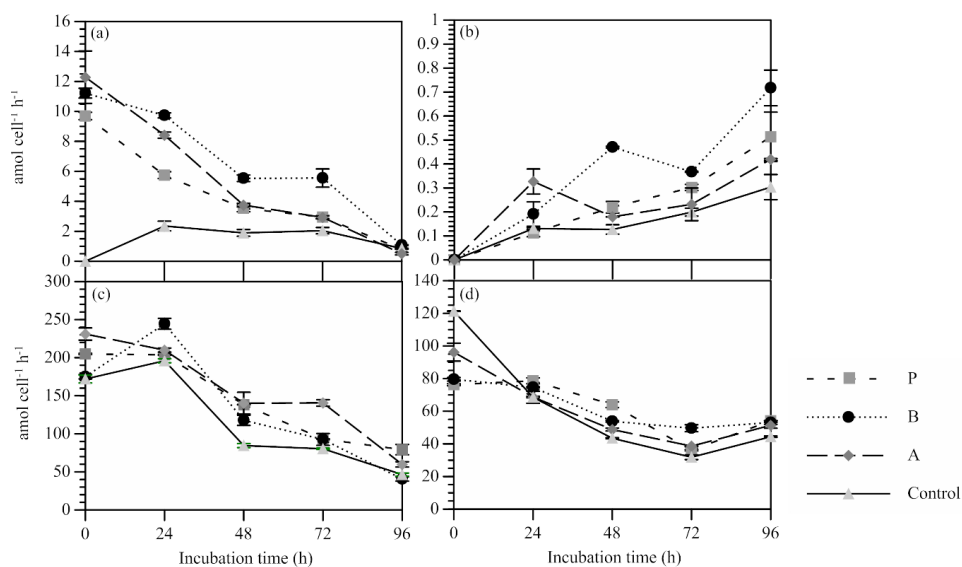 (a)
16
14
12
10
8
6
4
2
0
amol cell⁻¹ h⁻¹
(b)
1
0.9
0.8
0.7
0.6
0.5
0.4
0.3
0.2
0.1
0
amol cell⁻¹ h⁻¹
(c)
300
250
200
150
100
50
0
0 24 48 72 96
Incubation time (h)
(d)
140
120
100
80
60
40
20
0
0 24 48 72 96
Incubation time (h)
P
B
A
Control